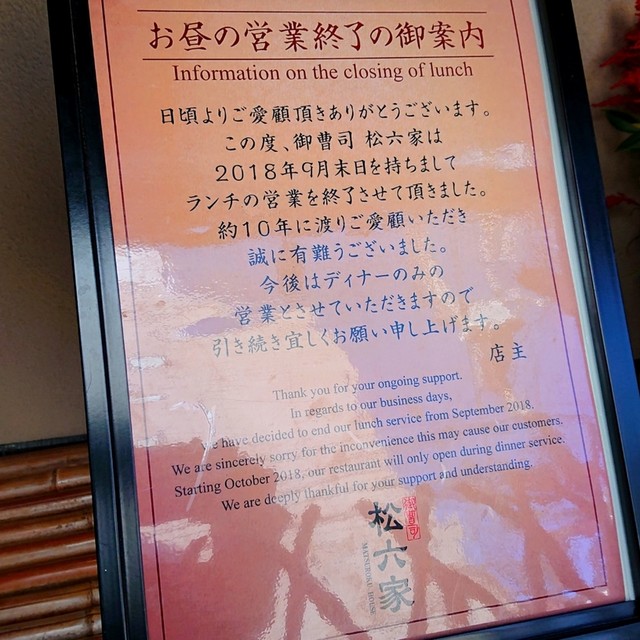 お昼の営業終了の御案内
Information on the closing of lunch
日頃よりご愛顧頂きありがとうございます。
この度、御曹司 松六家は
2018年9月末日を持ちまして
ランチの営業を終了させて頂きました。
約10年に渡りご愛顧いただき
誠に有難うございました。
今後はディナーのみの
営業とさせていただきますので
引き続き宜しくお願い申し上げます。
店主
Thank you for your ongoing support.
In regards to our business days,
We have decided to end our lunch service from September 2018.
We are sincerely sorry for the inconvenience this may cause our customers.
Starting October 2018, our restaurant will only open during dinner service.
We are deeply thankful for your support and understanding.
御曹司
松六家
MATSUROKU HOUSE